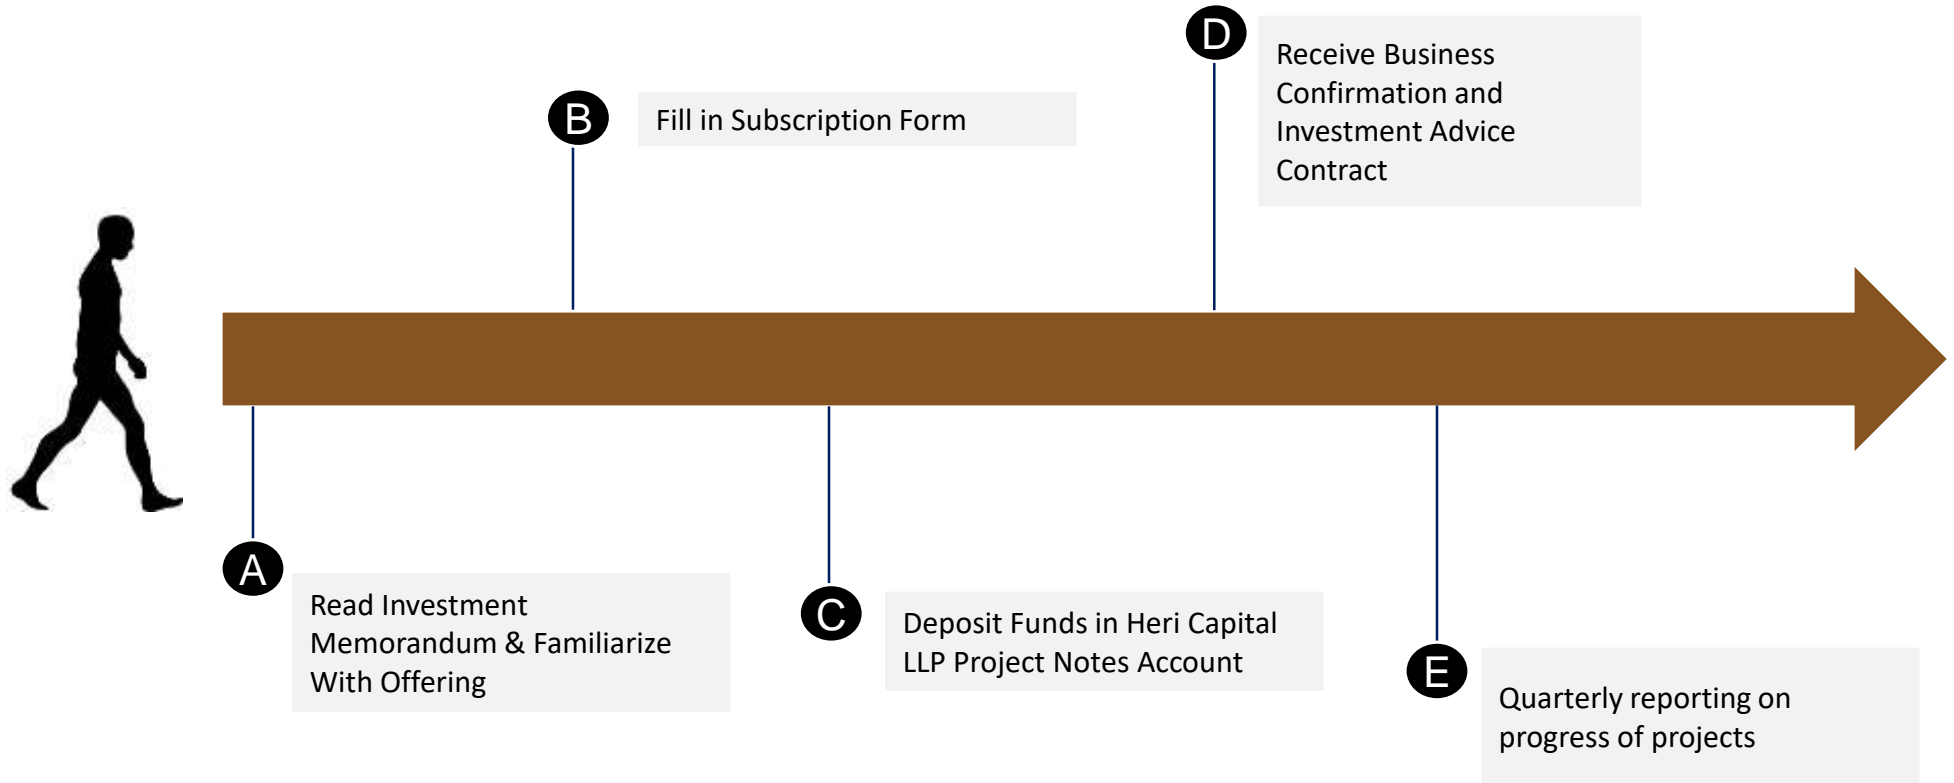 A
Read Investment
Memorandum & Familiarize
With Offering
B
Fill in Subscription Form
C
Deposit Funds in Heri Capital
LLP Project Notes Account
D
Receive Business
Confirmation and
Investment Advice
Contract
E
Quarterly reporting on
progress of projects